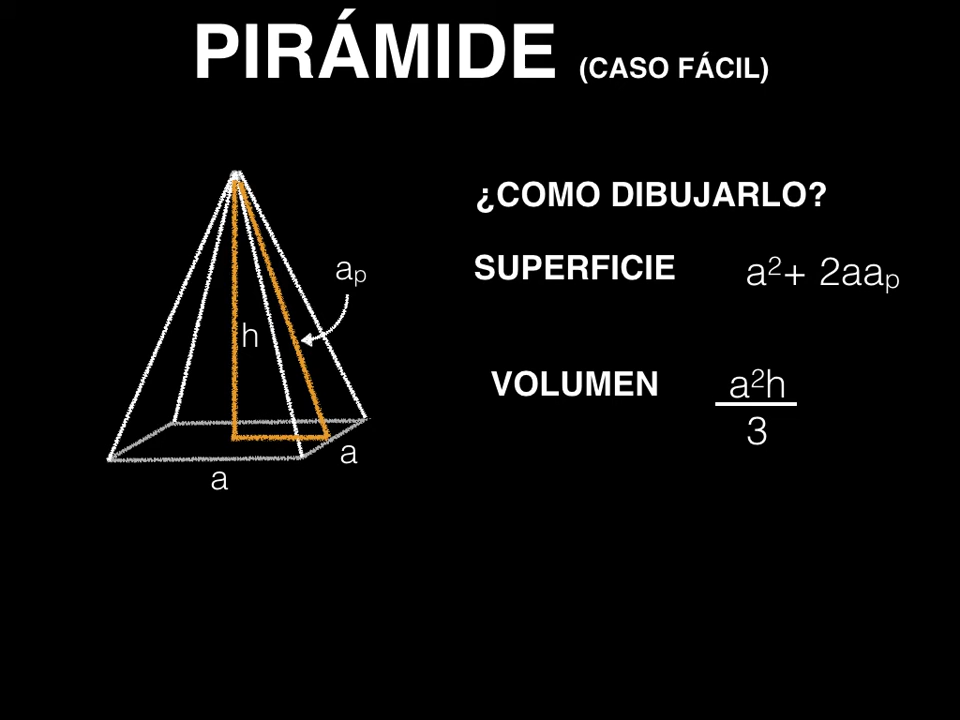 PIRÁMIDE (CASO FÁCIL)
¿COMO DIBUJARLO?
SUPERFICIE a²+ 2aaₚ
VOLUMEN a²h
3
aₚ
h
a
a